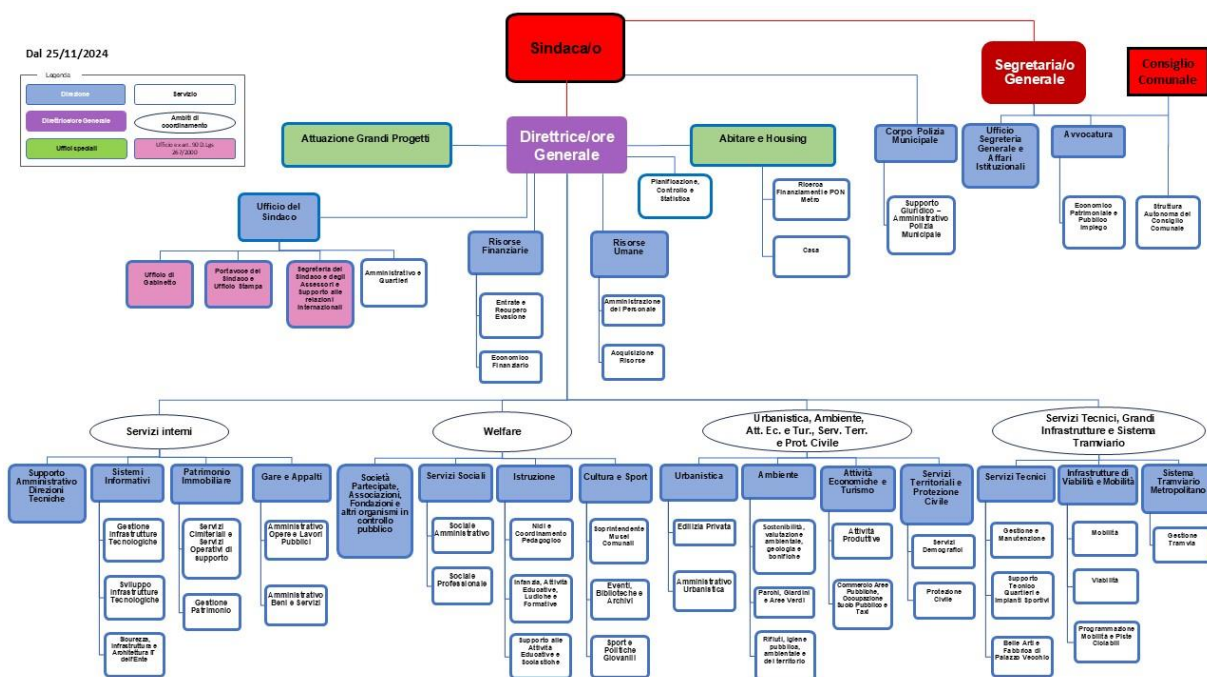 Dal 25/11/2024
Legenda
Direzione
Servizio
Direttrice/ore Generale
Ambiti di
coordinamento
Uffici speciali
Ufficio ex art. 90 D.Lgs.
267/2000
Sindaca/o
Segretaria/o
Generale
Consiglio
Comunale
Attuazione Grandi Progetti
Direttrice/ore
Generale
Abitare e Housing
Corpo Polizia
Municipale
Ufficio
Segreteria
Generale e
Affari
Istituzionali
Avvocatura
Planificazione,
Controllo e
Statistica
Ricerca
Finanziamenti e PON
Metro
Casa
Supporto
Giuridico –
Amministrativo
Polizia
Municipale
Economico
Patrimoniale e
Pubblico
Impiego
Struttura
Autonoma del
Consiglio
Comunale
Ufficio del
Sindaco
Ufficio di
Gabinetto
Portavoce del
Sindaco e
Ufficio Stampa
Segreteria del
Sindaco e degli
Assessori e
Supporto alle
relazioni
internazionali
Amministrativo e
Quartieri
Risorse
Finanziarie
Entrate e
Recupero
Evasione
Economico
Finanziario
Risorse
Umane
Amministrazione
del Personale
Acquisizione
Risorse
Servizi interni
Welfare
Urbanistica, Ambiente,
Att. Ec. e Tur., Serv. Terr.
e Prot. Civile
Servizi Tecnici, Grandi
Infrastrutture e Sistema
Tramviario
Supporto
Amministrativo
Direzioni
Tecniche
Sistemi
Informativi
Gestione
Infrastrutture
Tecnologiche
Sviluppo
Infrastrutture
Tecnologiche
Sicurezza,
Infrastruttura e
Architettura IT
dell'Ente
Patrimonio
Immobiliare
Servizi
Cimiteriali e
Servizi
Operativi di
supporto
Gestione
Patrimonio
Gare e Appalti
Amministrativo
Opere e Lavori
Pubblici
Amministrativo
Beni e Servizi
Società
Partecipate,
Associazioni,
Fondazioni e
altri organismi in
controllo
pubblico
Servizi Sociali
Sociale
Amministrativo
Sociale
Professionale
Istruzione
Nidi e
Coordinamento
Pedagogico
Infanzia, Attività
Educative,
Ludiche e
Formative
Supporto alle
Attività
Educative e
Scolastiche
Cultura e Sport
Soprintendente
Musei
Comunali
Eventi,
Biblioteche e
Archivi
Sport e
Politiche
Giovanili
Urbanistica
Edilizia Privata
Amministrativo
Urbanistica
Ambiente
Sostenibilità,
valutazione
ambientale,
geologia e
bonifiche
Parchi, Giardini
e Aree Verdi
Rifiuti, Igiene
pubblica,
ambientale e
del territorio
Attività
Economiche e
Turismo
Attività
Produttive
Commercio Aree
Pubbliche,
Occupazione
Suolo Pubblico e
Taxi
Servizi
Territoriali e
Protezione
Civile
Servizi
Demografici
Protezione
Civile
Servizi Tecnici
Gestione e
Manutenzione
Supporto
Tecnico
Quartieri e
Impianti Sportivi
Belle Arti e
Fabbrica di
Palazzo Vecchio
Infrastrutture di
Viabilità e Mobilità
Mobilità
Viabilità
Programmazione
Mobilità e Piste
Ciclabili
Sistema
Tramviario
Metropolitano
Gestione
Tramvia